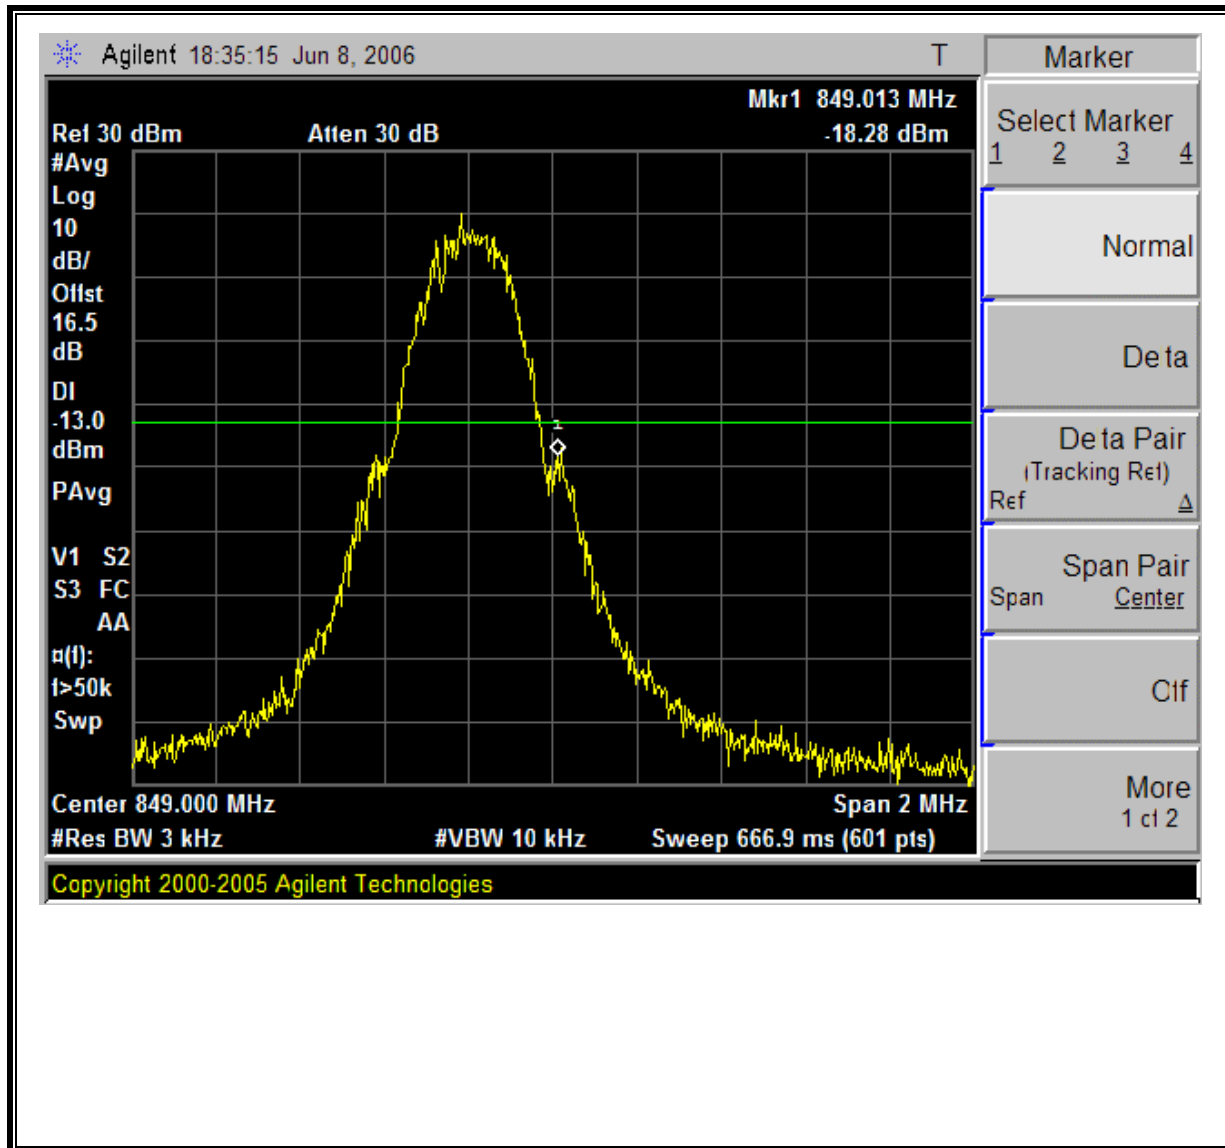 Agilent 18:35:15 Jun 8, 2006 T
Mkr1 849.013 MHz
Ref 30 dBm Atten 30 dB -18.28 dBm
#Avg
Log
10
dB/
Offst
16.5
dB
DI
-13.0
dBm
PAvg
V1 S2
S3 FC
AA
¤(f):
f>50k
Swp
1
Center 849.000 MHz Span 2 MHz
#Res BW 3 kHz #VBW 10 kHz Sweep 666.9 ms (601 pts)
Copyright 2000-2005 Agilent Technologies
Marker
Select Marker
1 2 3 4
Normal
Delta
Delta Pair
(Tracking Ref)
Ref Δ
Span Pair
Span Center
Off
More
1 of 2